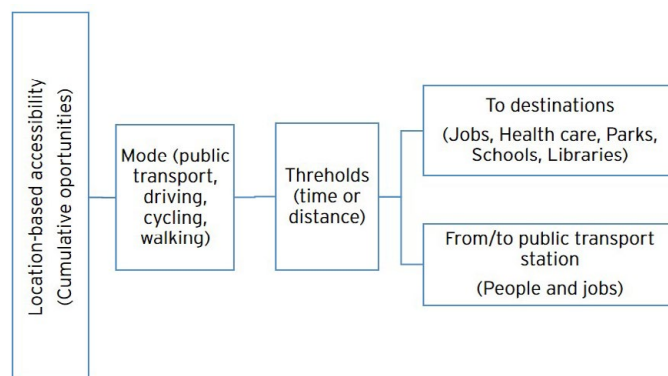 Location-based accessibility
(Cumulative oportunities)
Mode (public
transport,
driving,
cycling,
walking)
Threholds
(time or
distance)
To destinations
(Jobs, Health care, Parks,
Schools, Libraries)
From/to public transport
station
(People and jobs)